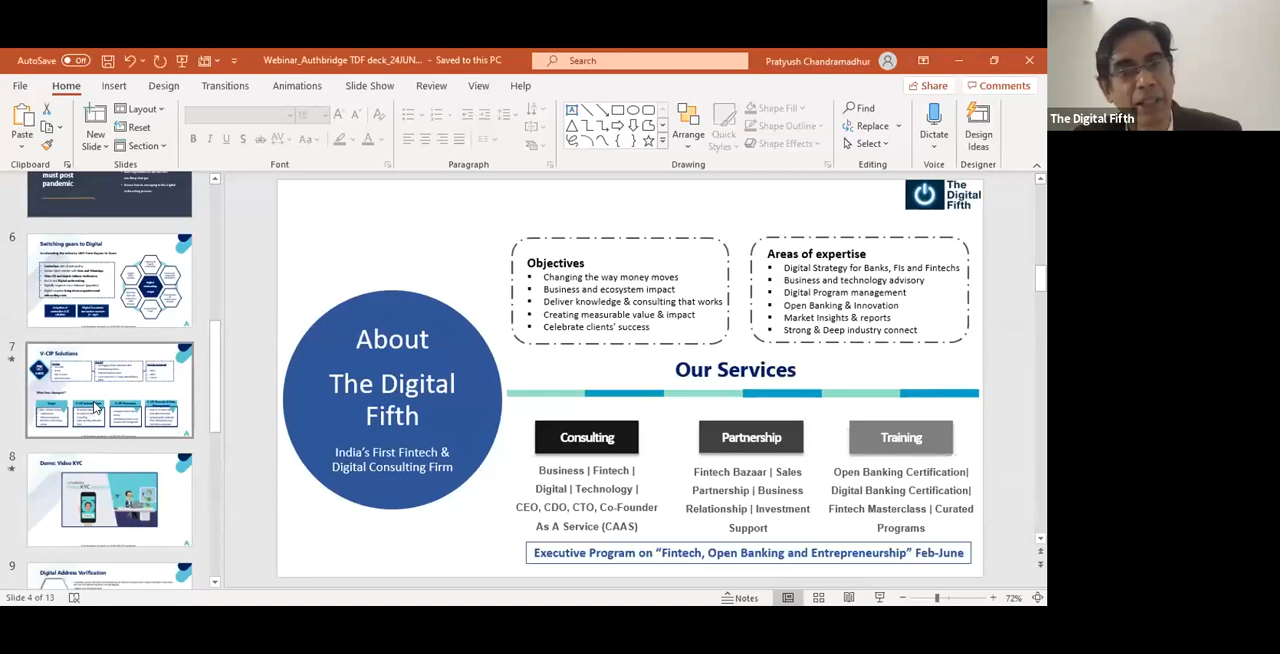 AutoSave Off
Webinar_Authbridge TDF deck_24JUN... - Saved to this PC
Search
Pratyush Chandramadhur
File Home Insert Design Transitions Animations Slide Show Review View Help
Share Comments
Paste
New
Slide
Layout
Reset
Section
18
B I U S ab AV Aa
Arrange
Quick
Styles
Shape Fill
Shape Outline
Shape Effects
Find
Replace
Select
Dictate
Design
Ideas
Clipboard
Slides
Font
Paragraph
Drawing
Editing
Voice
Designer
The Digital Fifth
must post
pandemic
6
Switching gears to Digital
7
V-CIP Solutions
8
Demo: Video KYC
9
Digital Address Verification
The
Digital
Fifth
About
The Digital
Fifth
India's First Fintech &
Digital Consulting Firm
Objectives
▪ Changing the way money moves
▪ Business and ecosystem impact
▪ Deliver knowledge & consulting that works
▪ Creating measurable value & impact
▪ Celebrate clients' success
Areas of expertise
▪ Digital Strategy for Banks, FIs and Fintechs
▪ Business and technology advisory
▪ Digital Program management
▪ Open Banking & Innovation
▪ Market Insights & reports
▪ Strong & Deep industry connect
Our Services
Consulting
Business | Fintech |
Digital | Technology |
CEO, CDO, CTO, Co-Founder
As A Service (CAAS)
Partnership
Fintech Bazaar | Sales
Partnership | Business
Relationship | Investment
Support
Training
Open Banking Certification|
Digital Banking Certification|
Fintech Masterclass | Curated
Programs
Executive Program on “Fintech, Open Banking and Entrepreneurship” Feb-June
Slide 4 of 13
Notes
72%